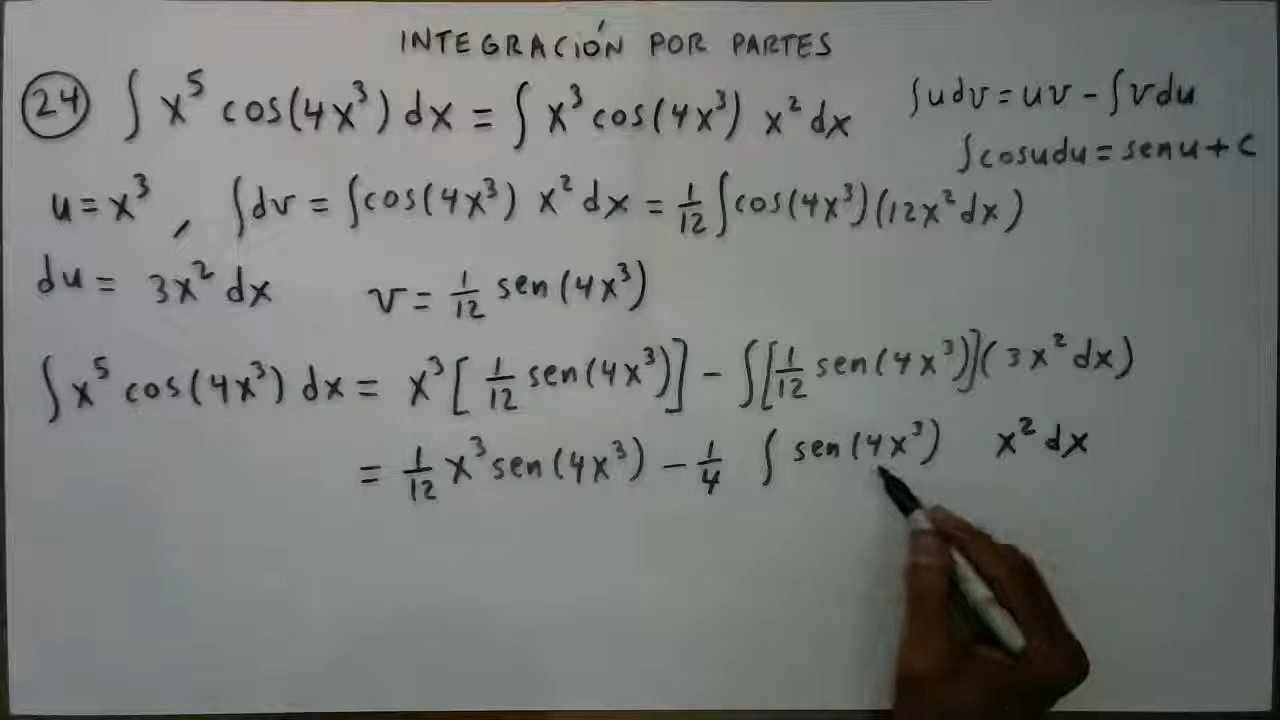 INTEGRACIÓN POR PARTES
24 ∫ x⁵ cos(4x³) dx = ∫ x³ cos(4x³) x² dx
∫udv = uv - ∫vdu
∫cosudu = senu + c
u = x³ , ∫dv = ∫cos(4x³) x² dx = 1/12 ∫cos(4x³)(12x² dx)
du = 3x² dx v = 1/12 sen(4x³)
∫ x⁵ cos(4x³) dx = x³ [1/12 sen(4x³)] - ∫[1/12 sen(4x³)](3x² dx)
= 1/12 x³ sen(4x³) - 1/4 ∫ sen(4x³) x² dx